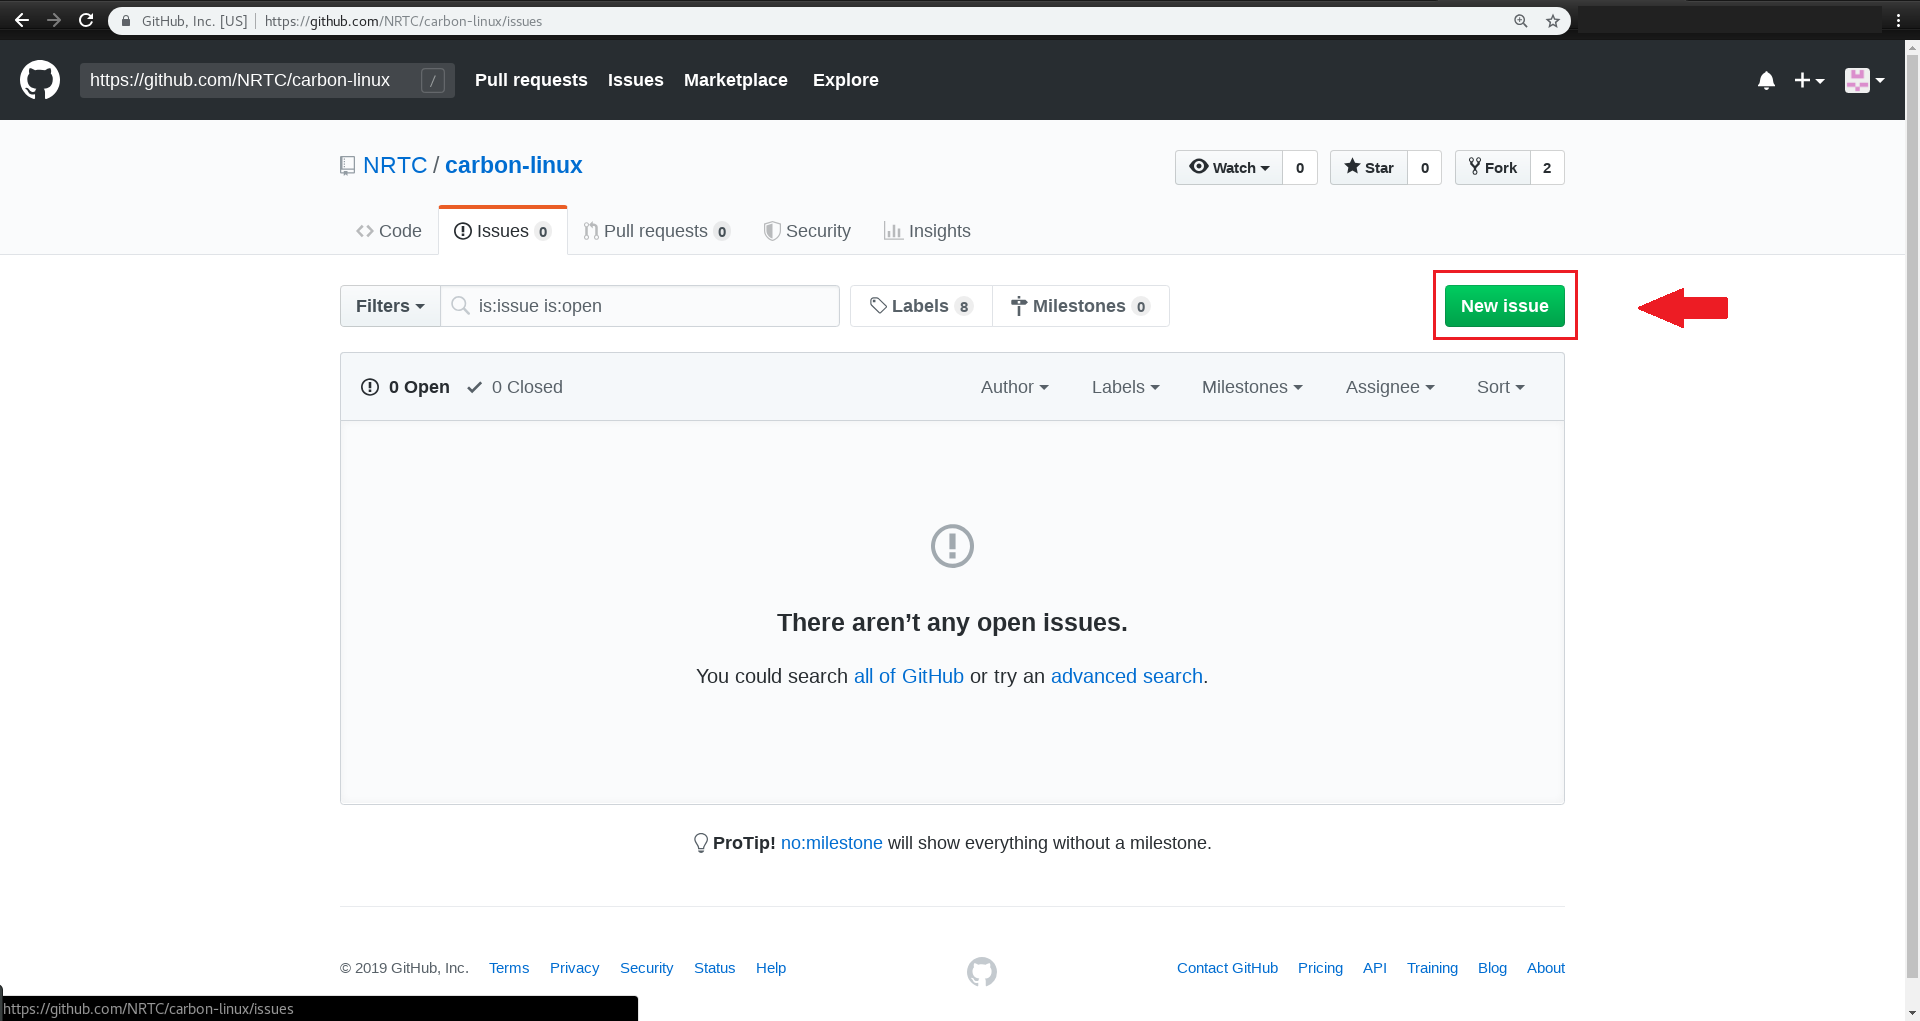 GitHub, Inc. [US] https://github.com/NRTC/carbon-linux/issues
https://github.com/NRTC/carbon-linux / Pull requests Issues Marketplace Explore
NRTC / carbon-linux Watch 0 Star 0 Fork 2
Code Issues 0 Pull requests 0 Security Insights
Filters is:issue is:open Labels 8 Milestones 0 New issue
0 Open 0 Closed Author Labels Milestones Assignee Sort
There aren’t any open issues.
You could search all of GitHub or try an advanced search.
ProTip! no:milestone will show everything without a milestone.
© 2019 GitHub, Inc. Terms Privacy Security Status Help Contact GitHub Pricing API Training Blog About
https://github.com/NRTC/carbon-linux/issues